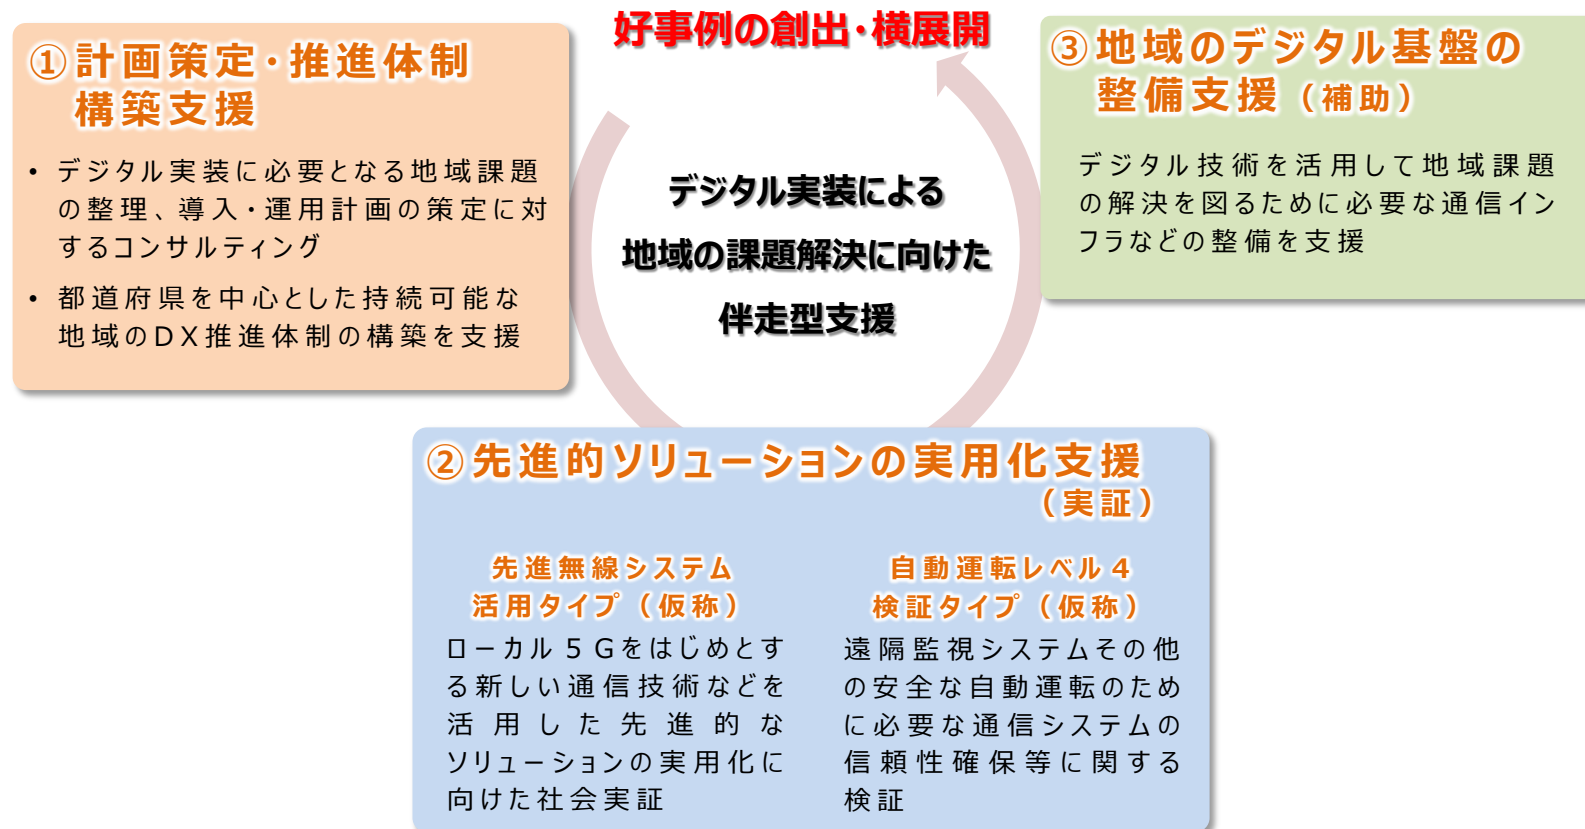 好事例の創出・横展開
①計画策定・推進体制
構築支援
• デジタル実装に必要となる地域課題
の整理、導入・運用計画の策定に対
するコンサルティング
• 都道府県を中心とした持続可能な
地域のDX推進体制の構築を支援
デジタル実装による
地域の課題解決に向けた
伴走型支援
③地域のデジタル基盤の
整備支援（補助）
デジタル技術を活用して地域課題
の解決を図るために必要な通信イン
フラなどの整備を支援
②先進的ソリューションの実用化支援
（実証）
先進無線システム
活用タイプ（仮称）
ローカル５Gをはじめとす
る新しい通信技術などを
活用した先進的な
ソリューションの実用化に
向けた社会実証
自動運転レベル４
検証タイプ（仮称）
遠隔監視システムその他
の安全な自動運転のため
に必要な通信システムの
信頼性確保等に関する
検証